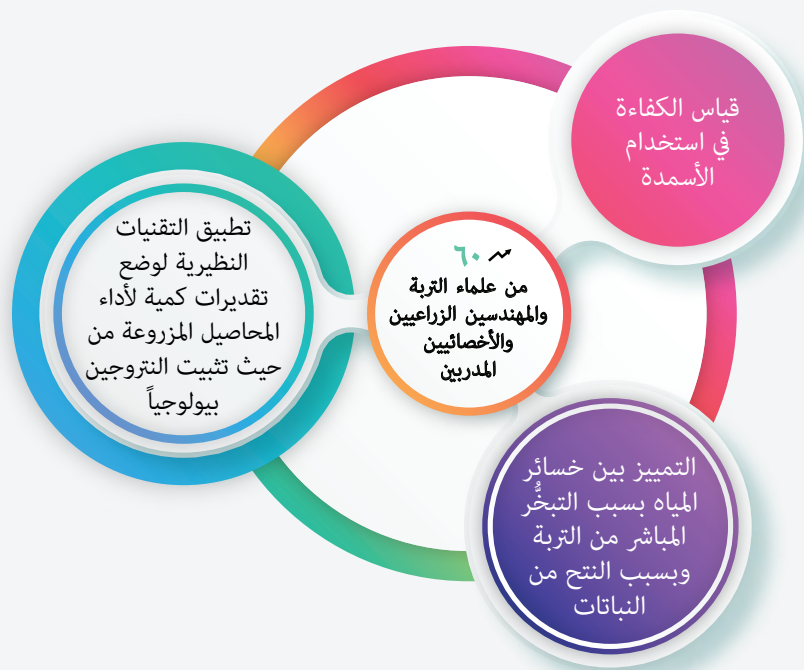 قياس الكفاءة
في استخدام
الأسمدة
تطبيق التقنيات
النظيرية لوضع
تقديرات كمية لأداء
المحاصيل المزروعة من
حيث تثبيت النتروجين
بيولوجياً
٦٠
من علماء التربة
والمهندسين الزراعيين
والأخصائيين
المدربين
التمييز بين خسائر
المياه بسبب التبخُّر
المباشر من التربة
وبسبب النتح من
النباتات